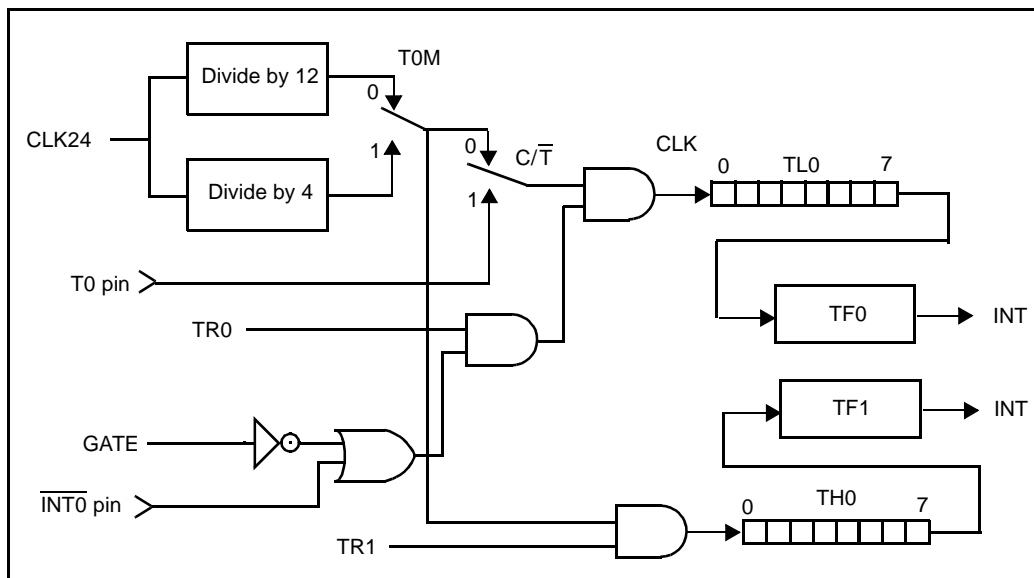 Divide by 12
T0M
0
CLK24
1
0
C/T̅
CLK
0
TL0
7
Divide by 4
1
T0 pin
TR0
TF0
INT
TF1
INT
GATE
I̅N̅T̅0̅ pin
0
TH0
7
TR1